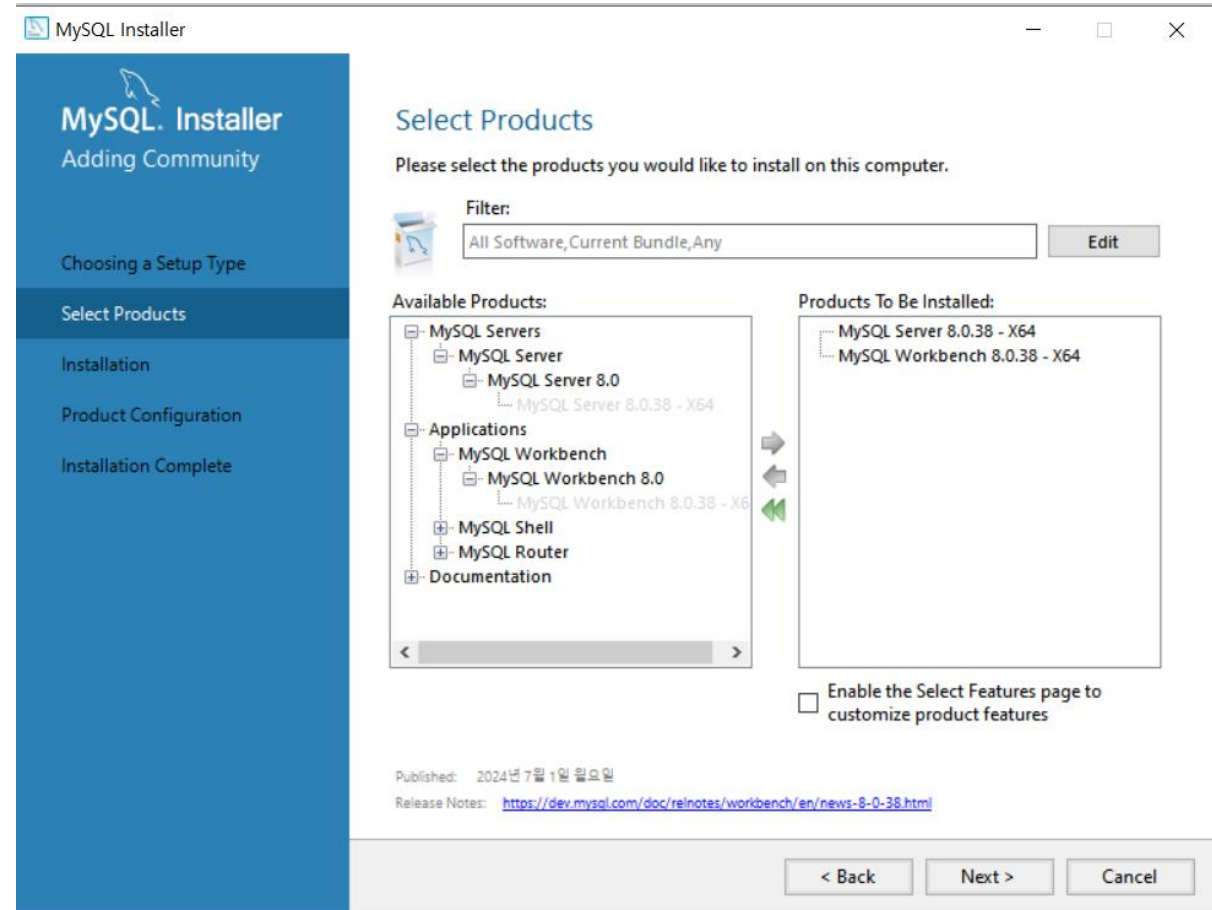 MySQL Installer
MySQL. Installer
Adding Community
Choosing a Setup Type
Select Products
Installation
Product Configuration
Installation Complete
Select Products
Please select the products you would like to install on this computer.
Filter:
All Software,Current Bundle,Any
Edit
Available Products:
MySQL Servers
MySQL Server
MySQL Server 8.0
MySQL Server 8.0.38 - X64
Applications
MySQL Workbench
MySQL Workbench 8.0
MySQL Workbench 8.0.38 - X6
MySQL Shell
MySQL Router
Documentation
Products To Be Installed:
MySQL Server 8.0.38 - X64
MySQL Workbench 8.0.38 - X64
Enable the Select Features page to
customize product features
Published: 2024년 7월 1일 월요일
Release Notes: https://dev.mysql.com/doc/relnotes/workbench/en/news-8-0-38.html
< Back
Next >
Cancel